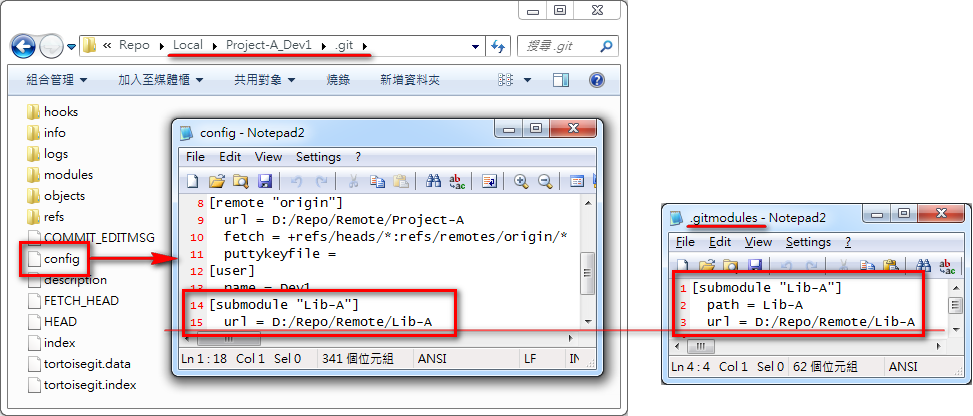 « Repo ▸ Local ▸ Project-A_Dev1 ▸ .git ▸
搜尋 .git
組合管理 加入至媒體櫃 共用對象 燒錄 新增資料夾
hooks
info
logs
modules
objects
refs
COMMIT_EDITMSG
config
description
FETCH_HEAD
HEAD
index
tortoisegit.data
tortoisegit.index
config - Notepad2
File Edit View Settings ?
8 [remote "origin"]
9 url = D:/Repo/Remote/Project-A
10 fetch = +refs/heads/*:refs/remotes/origin/*
11 puttykeyfile =
12 [user]
13 name = Dev1
14 [submodule "Lib-A"]
15 url = D:/Repo/Remote/Lib-A
Ln 1 : 18 Col 1 Sel 0 341 個位元組 ANSI LF IN
.gitmodules - Notepad2
File Edit View Settings ?
1 [submodule "Lib-A"]
2 path = Lib-A
3 url = D:/Repo/Remote/Lib-A
Ln 4 : 4 Col 1 Sel 0 62 個位元組 ANSI